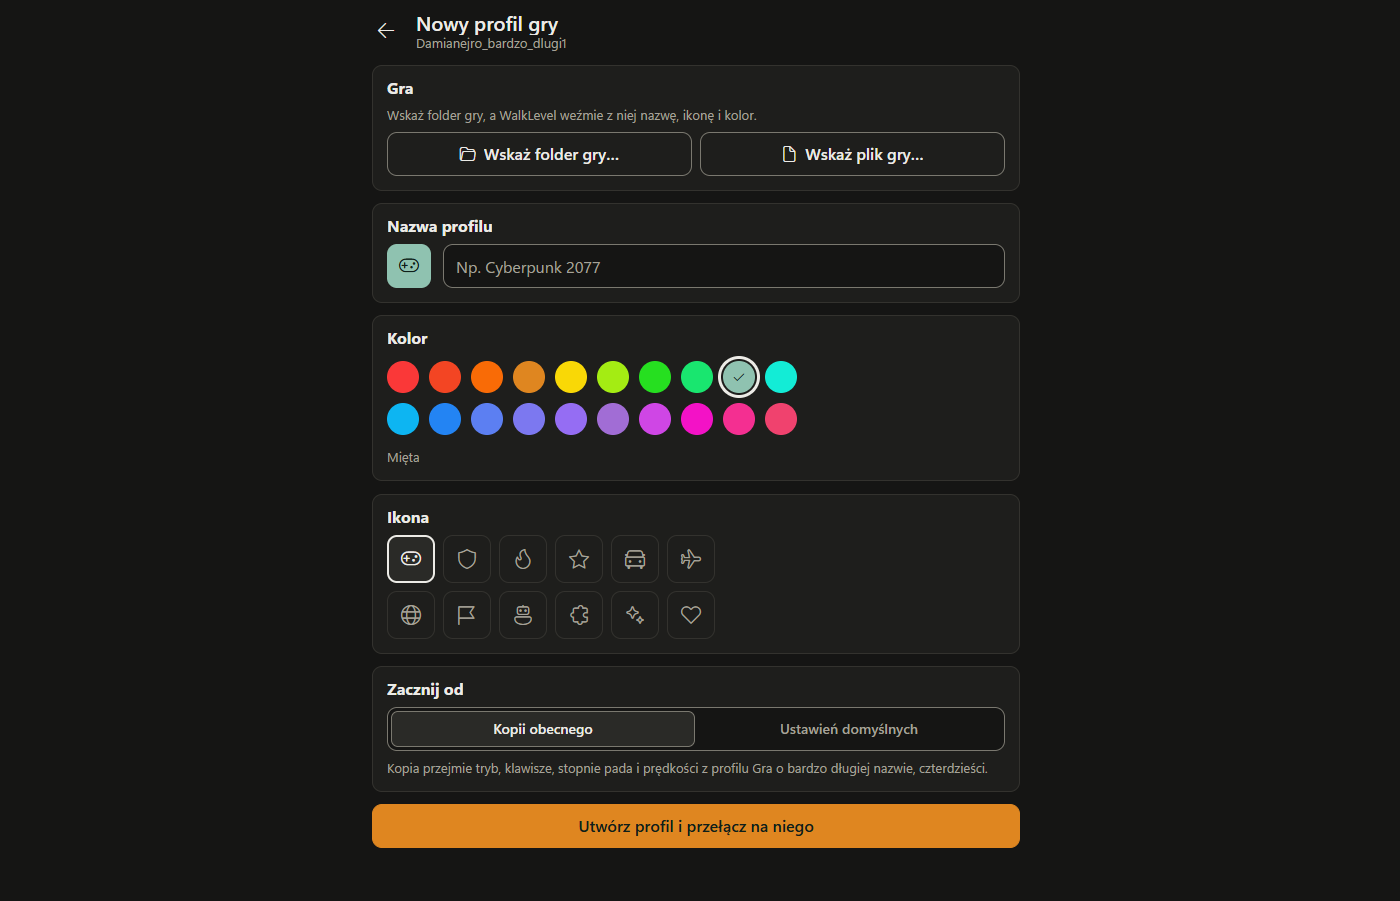 Nowy profil gry
Damianejro_bardzo_dlugi1
Gra
Wskaż folder gry, a WalkLevel weźmie z niej nazwę, ikonę i kolor.
Wskaż folder gry...
Wskaż plik gry...
Nazwa profilu
Np. Cyberpunk 2077
Kolor
Mięta
Ikona
Zacznij od
Kopii obecnego
Ustawień domyślnych
Kopia przejmie tryb, klawisze, stopnie pada i prędkości z profilu Gra o bardzo długiej nazwie, czterdzieści.
Utwórz profil i przełącz na niego